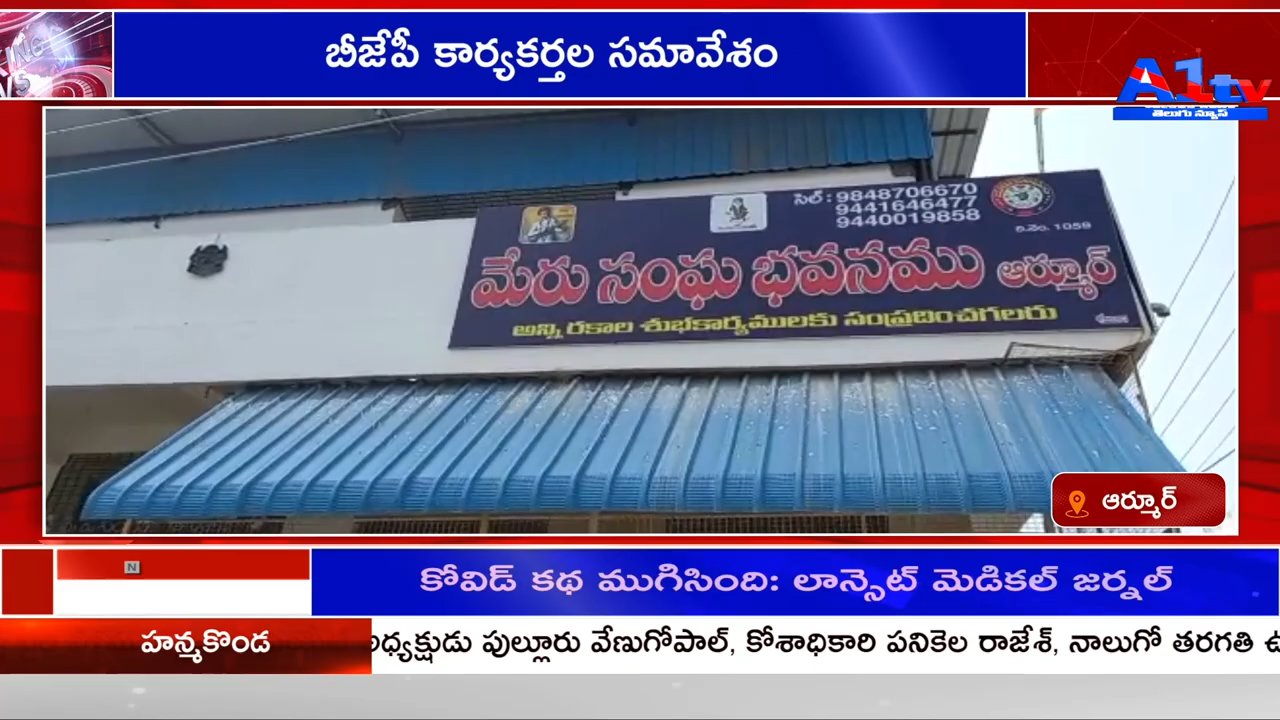 బీజేపీ కార్యకర్తల సమావేశం
A1tv
తెలుగు న్యూస్
సెల్ : 9848706670
9441646477
9440019858
రి.నెం. 1059
మేరు సంఘ భవనము ఆర్మూర్
అన్ని రకాల శుభకార్యములకు సంప్రదించగలరు
ఆర్మూర్
N
కోవిడ్ కథ ముగిసింది: లాన్సెట్ మెడికల్ జర్నల్
హన్మకొండ
పుల్లూరు వేణుగోపాల్, కోశాధికారి పనికెల రాజేశ్, నాలుగో తరగతి ఉ